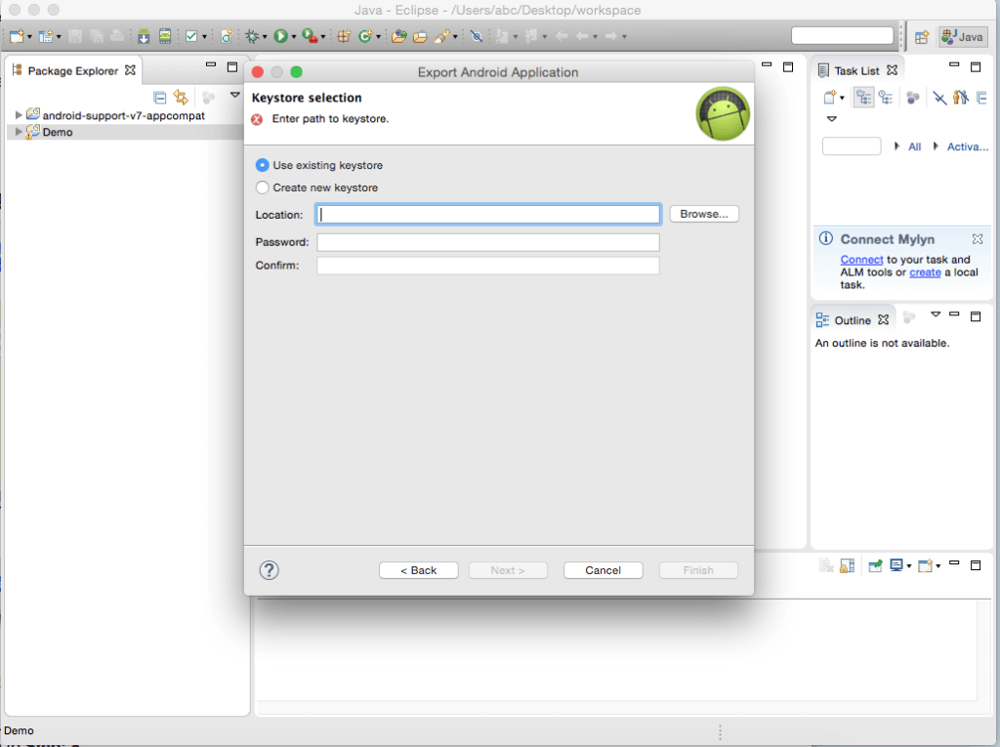 Java - Eclipse - /Users/abc/Desktop/workspace
Java
Package Explorer
android-support-v7-appcompat
Demo
Export Android Application
Keystore selection
Enter path to keystore.
Use existing keystore
Create new keystore
Location:
Browse...
Password:
Confirm:
?
< Back
Next >
Cancel
Finish
Task List
All
Activa...
Connect Mylyn
Connect to your task and
ALM tools or create a local
task.
Outline
An outline is not available.
Demo